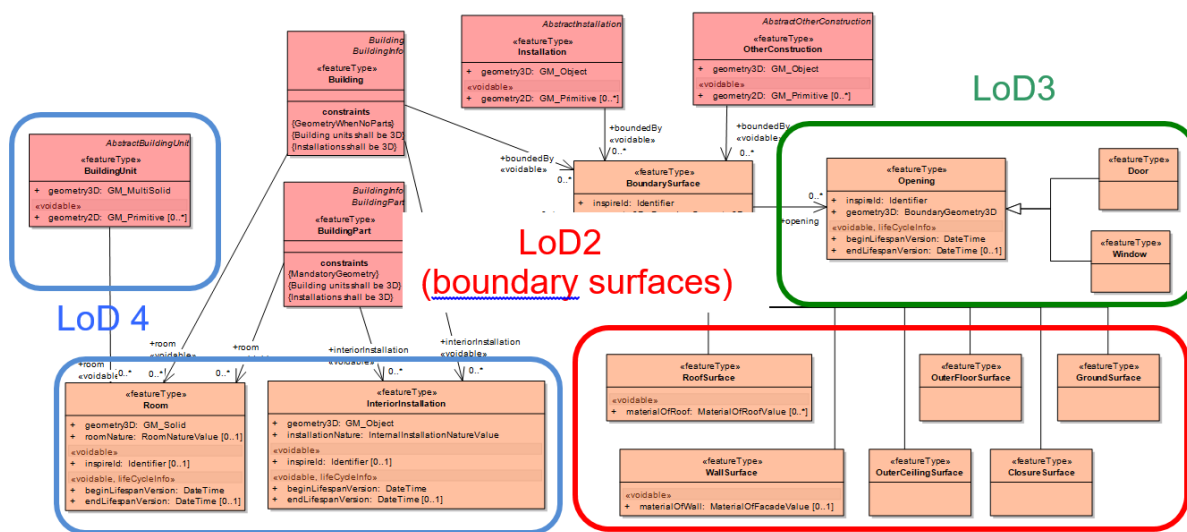 AbstractInstallation
«featureType»
Installation
+ geometry3D: GM_Object
«voidable»
+ geometry2D: GM_Primitive [0..*]
AbstractOtherConstruction
«featureType»
OtherConstruction
+ geometry3D: GM_Object
«voidable»
+ geometry2D: GM_Primitive [0..*]
Building
BuildingInfo
«featureType»
Building
constraints
{GeometryWhenNoParts}
{Building units shall be 3D}
{Installations shall be 3D}
LoD3
AbstractBuildingUnit
«featureType»
BuildingUnit
+ geometry3D: GM_MultiSolid
«voidable»
+ geometry2D: GM_Primitive [0..*]
+boundedBy
«voidable»
0..*
+boundedBy
«voidable»
0..*
+boundedBy
«voidable»
0..*
«featureType»
BoundarySurface
+ inspireId: Identifier
0..*
+opening
«featureType»
Opening
+ inspireId: Identifier
+ geometry3D: BoundaryGeometry3D
«voidable, lifeCycleInfo»
+ beginLifespanVersion: DateTime
+ endLifespanVersion: DateTime [0..1]
«featureType»
Door
«featureType»
Window
BuildingInfo
BuildingPart
«featureType»
BuildingPart
constraints
{MandatoryGeometry}
{Building units shall be 3D}
{Installations shall be 3D}
LoD2
(boundary surfaces)
LoD 4
+room
«voidable»
0..*
+room
«voidable»
0..*
+room
0..*
+interiorInstallation
«voidable»
0..*
+interiorInstallation
«voidable»
0..*
«featureType»
Room
+ geometry3D: GM_Solid
+ roomNature: RoomNatureValue [0..1]
«voidable»
+ inspireId: Identifier [0..1]
«voidable, lifeCycleInfo»
+ beginLifespanVersion: DateTime
+ endLifespanVersion: DateTime [0..1]
«featureType»
InteriorInstallation
+ geometry3D: GM_Object
+ installationNature: InternalInstallationNatureValue
«voidable»
+ inspireId: Identifier [0..1]
«voidable, lifeCycleInfo»
+ beginLifespanVersion: DateTime
+ endLifespanVersion: DateTime [0..1]
«featureType»
RoofSurface
«voidable»
+ materialOfRoof: MaterialOfRoofValue [0..*]
«featureType»
OuterFloorSurface
«featureType»
GroundSurface
«featureType»
WallSurface
«voidable»
+ materialOfWall: MaterialOfFacadeValue [0..1]
«featureType»
OuterCeilingSurface
«featureType»
ClosureSurface